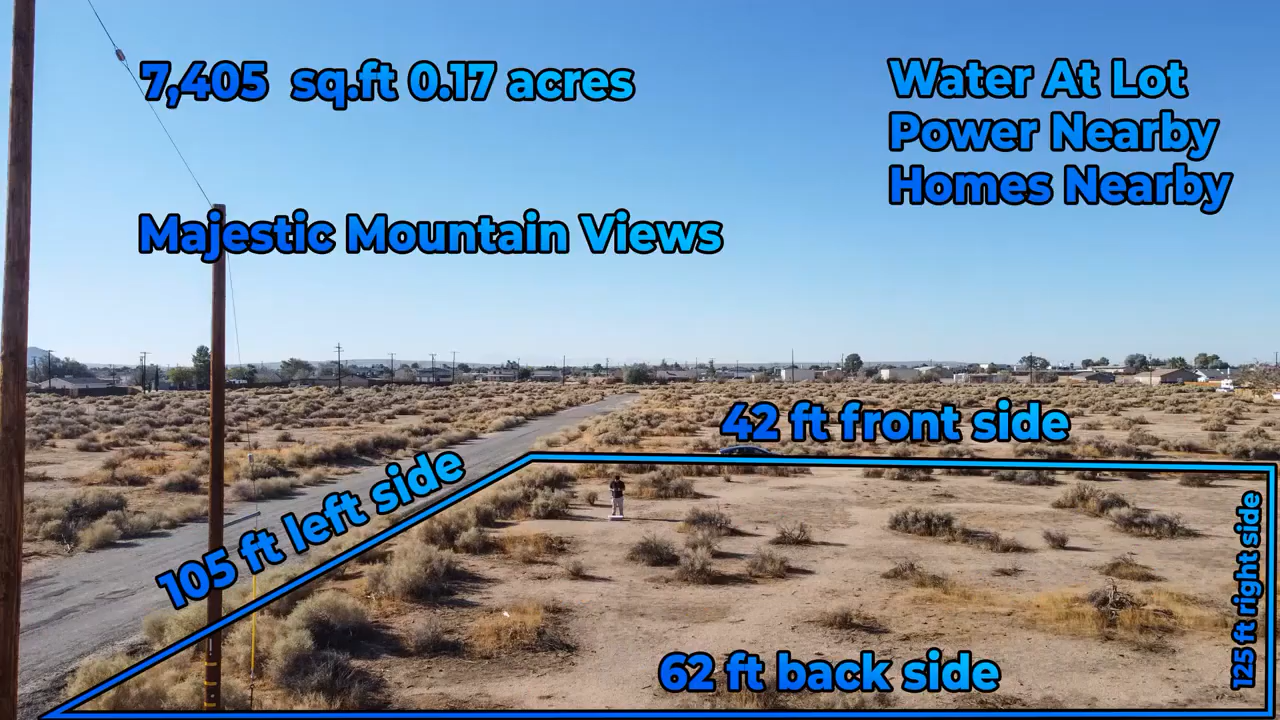 7,405 sq.ft 0.17 acres
Water At Lot
Power Nearby
Homes Nearby
Majestic Mountain Views
42 ft front side
105 ft left side
125 ft right side
62 ft back side